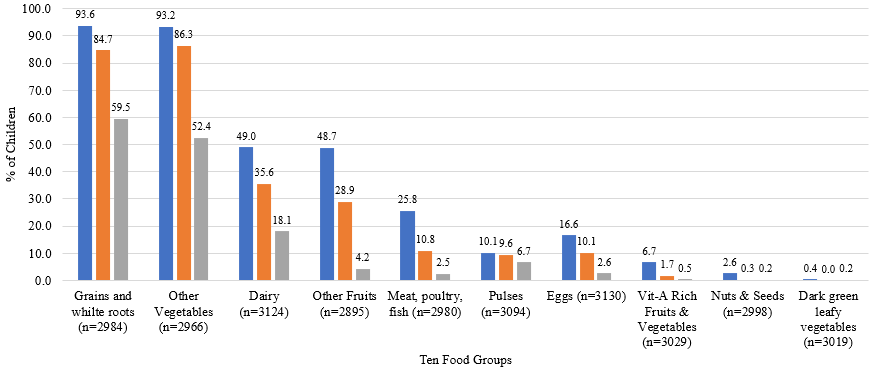 100.0
90.0
80.0
70.0
60.0
50.0
40.0
30.0
20.0
10.0
0.0
% of Children
93.6
84.7
59.5
93.2
86.3
52.4
49.0
35.6
18.1
48.7
28.9
4.2
25.8
10.8
2.5
10.1
9.6
6.7
16.6
10.1
2.6
6.7
1.7
0.5
2.6
0.3
0.2
0.4
0.0
0.2
Grains and
whilte roots
(n=2984)
Other
Vegetables
(n=2966)
Dairy
(n=3124)
Other Fruits
(n=2895)
Meat, poultry,
fish (n=2980)
Pulses
(n=3094)
Eggs (n=3130)
Vit-A Rich
Fruits &
Vegetables
(n=3029)
Nuts & Seeds
(n=2998)
Dark green
leafy
vegetables
(n=3019)
Ten Food Groups